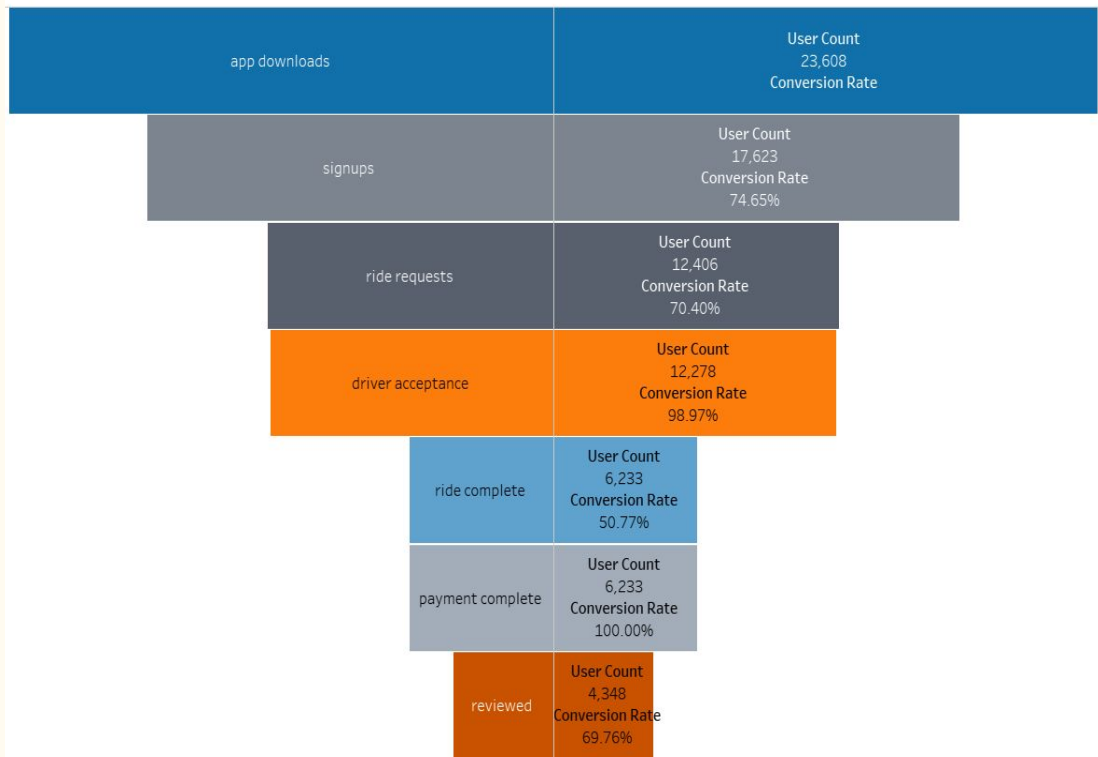 app downloads
User Count
23,608
Conversion Rate
signups
User Count
17,623
Conversion Rate
74.65%
ride requests
User Count
12,406
Conversion Rate
70.40%
driver acceptance
User Count
12,278
Conversion Rate
98.97%
ride complete
User Count
6,233
Conversion Rate
50.77%
payment complete
User Count
6,233
Conversion Rate
100.00%
reviewed
User Count
4,348
Conversion Rate
69.76%